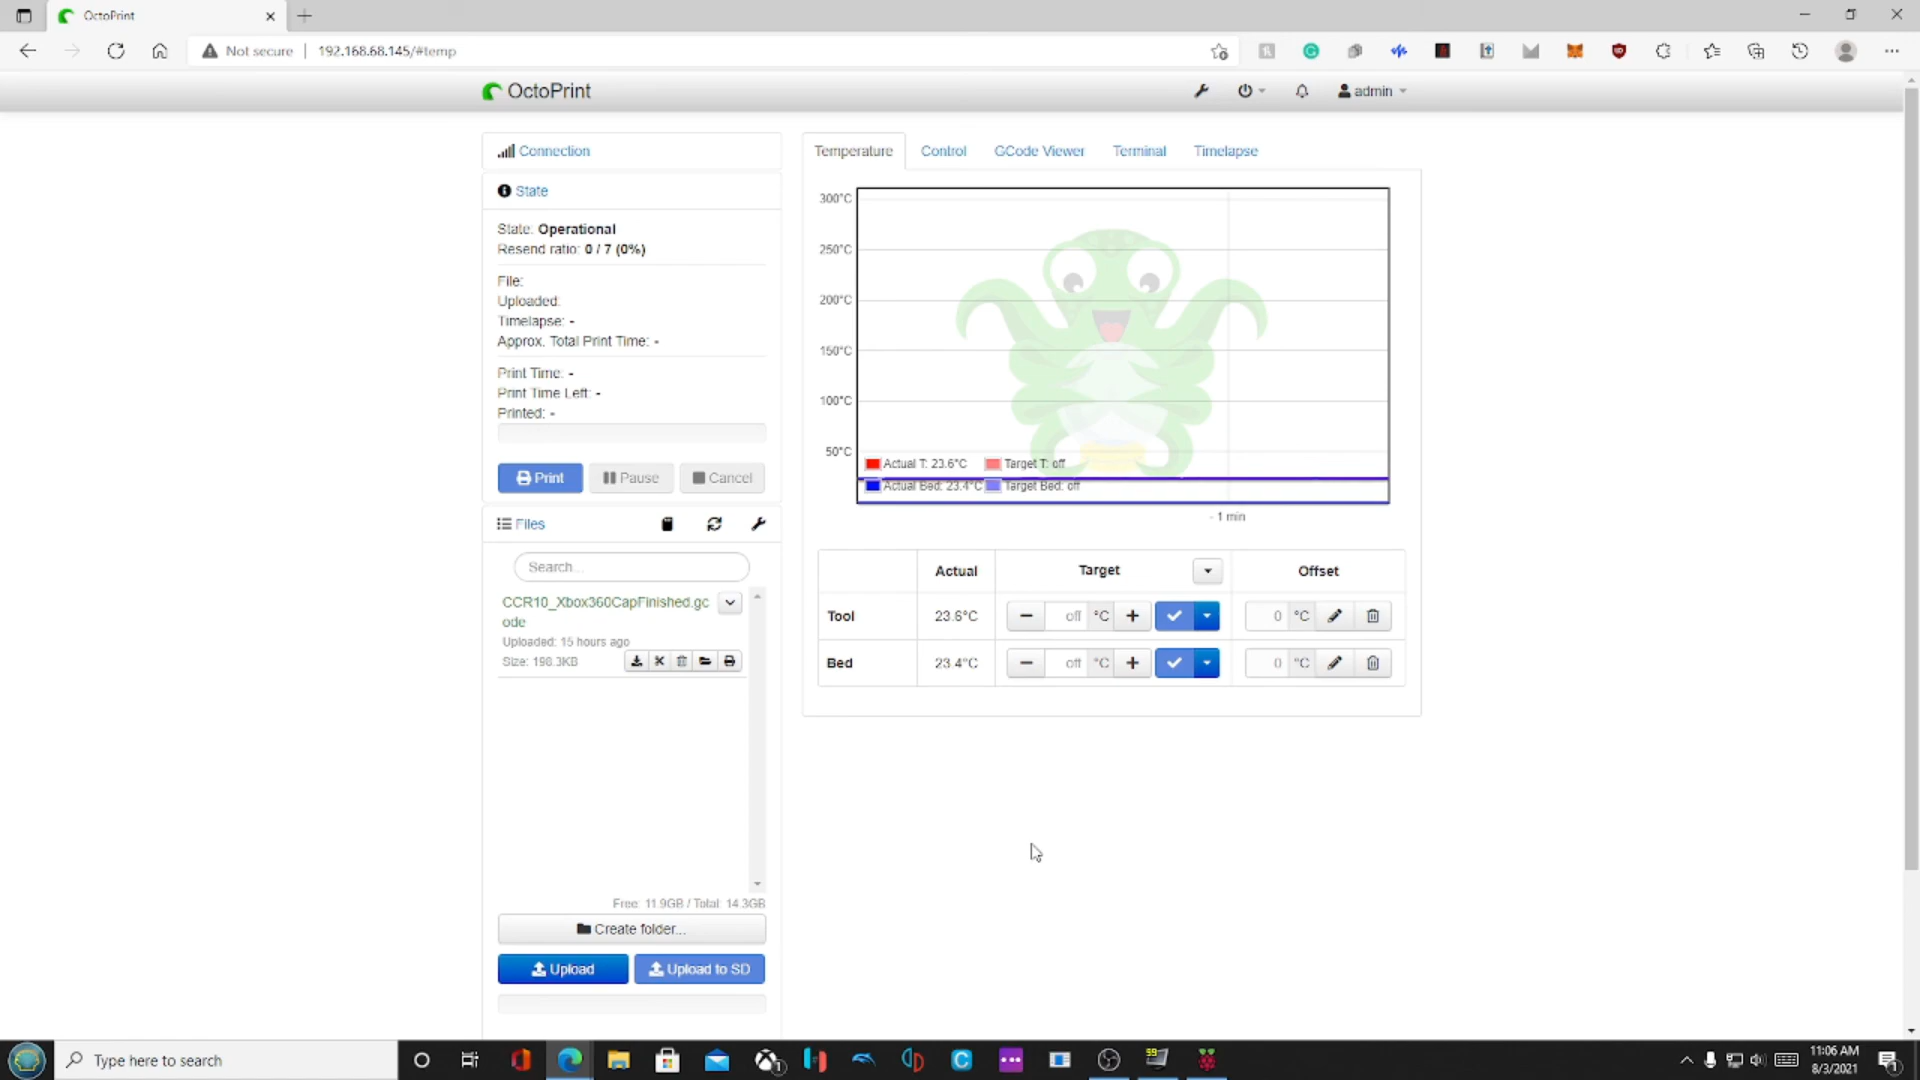 OctoPrint
Not secure
192.168.68.145/#temp
OctoPrint
admin
Connection
State
State: Operational
Resend ratio: 0 / 7 (0%)
File:
Uploaded:
Timelapse: -
Approx. Total Print Time: -
Print Time: -
Print Time Left: -
Printed: -
Print
Pause
Cancel
Files
Search...
CCR10_Xbox360CapFinished.gc
ode
Uploaded: 15 hours ago
Size: 198.3KB
Free: 11.9GB / Total: 14.3GB
Create folder...
Upload
Upload to SD
Temperature
Control
GCode Viewer
Terminal
Timelapse
300°C
250°C
200°C
150°C
100°C
50°C
Actual T: 23.6°C
Target T: off
Actual Bed: 23.4°C
Target Bed: off
- 1 min
Actual
Target
Offset
Tool
23.6°C
off °C
0 °C
Bed
23.4°C
off °C
0 °C
Type here to search
11:06 AM
8/3/2021